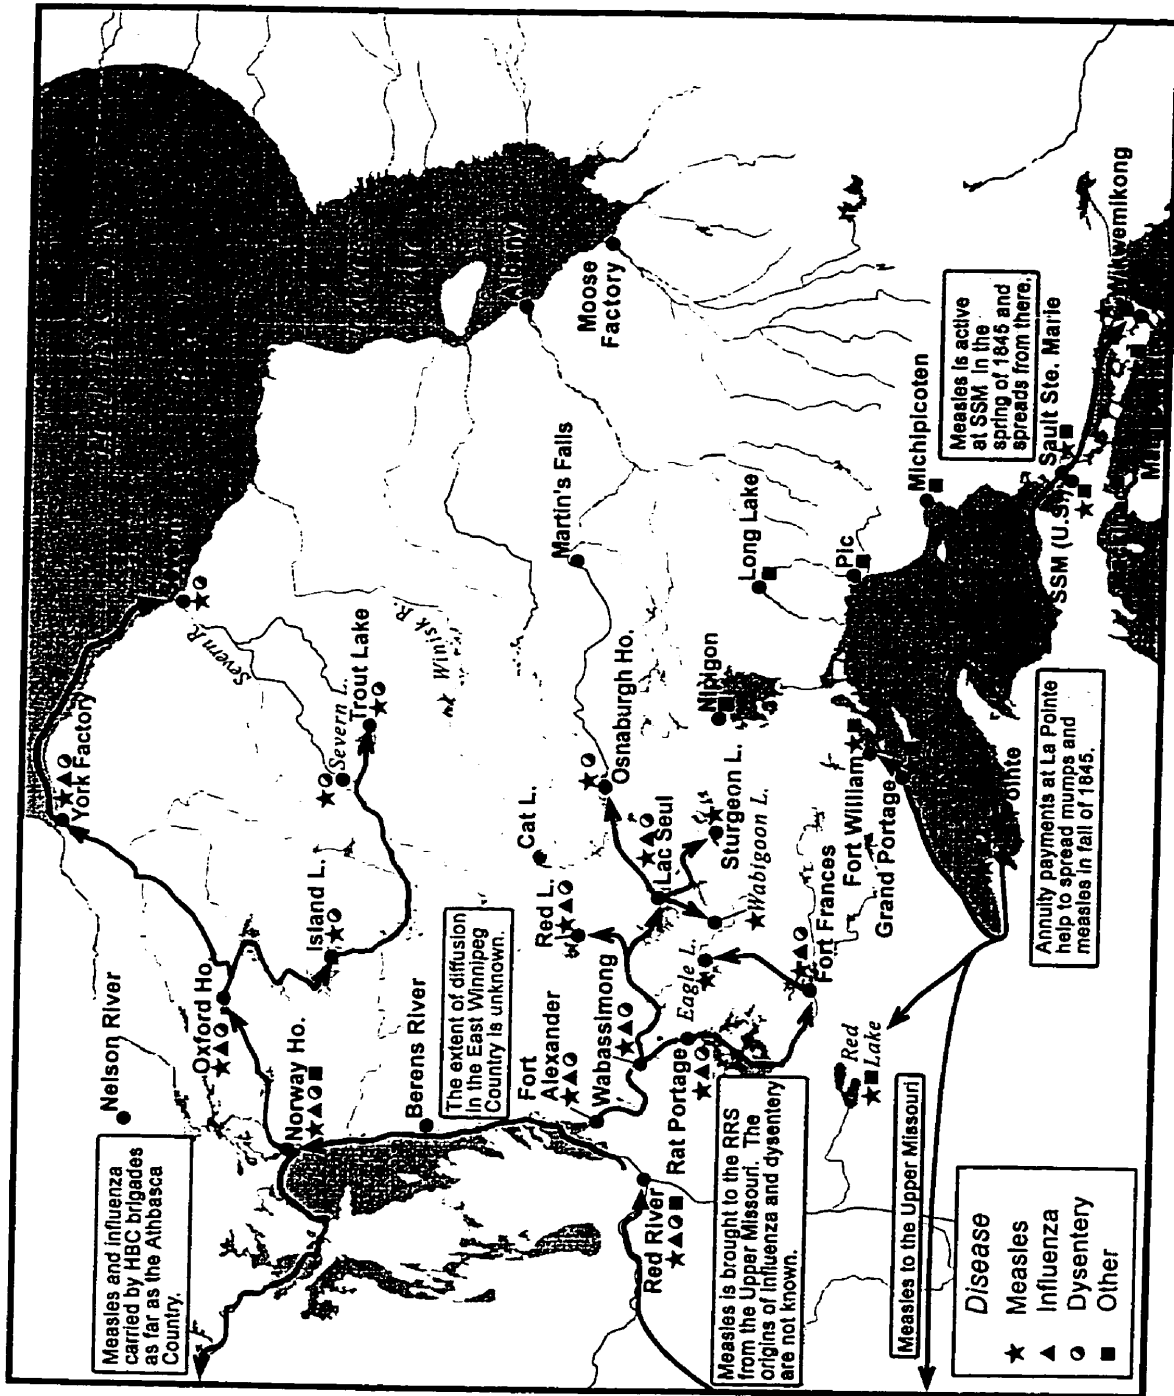 Measles and influenza
carried by HBC brigades
as far as the Athbasca
Country.
Nelson River
York Factory
Oxford Ho.
Norway Ho.
Island L.
Severn R.
Severn L.
Trout Lake
Winisk R.
Berens River
The extent of diffusion
in the East Winnipeg
Country is unknown.
Fort
Alexander
Red L.
Cat L.
Martin's Falls
Albany
Moose
Factory
Wabassimong
Lac Seul
Osnaburgh Ho.
Red River
Rat Portage
Eagle L.
Wabigon L.
Sturgeon L.
Nipigon
Long Lake
Pic
Michipicoten
Measles is brought to the RRS
from the Upper Missouri. The
origins of influenza and dysentery
are not known.
Fort Frances
Fort William
Grand Portage
Red
Lake
Measles to the Upper Missouri
Annuity payments at La Pointe
help to spread mumps and
measles in fall of 1845.
Measles is active
at SSM in the
spring of 1845 and
spreads from there.
SSM (U.S.)
Sault Ste. Marie
Wikwemikong
Disease
Measles
Influenza
Dysentery
Other